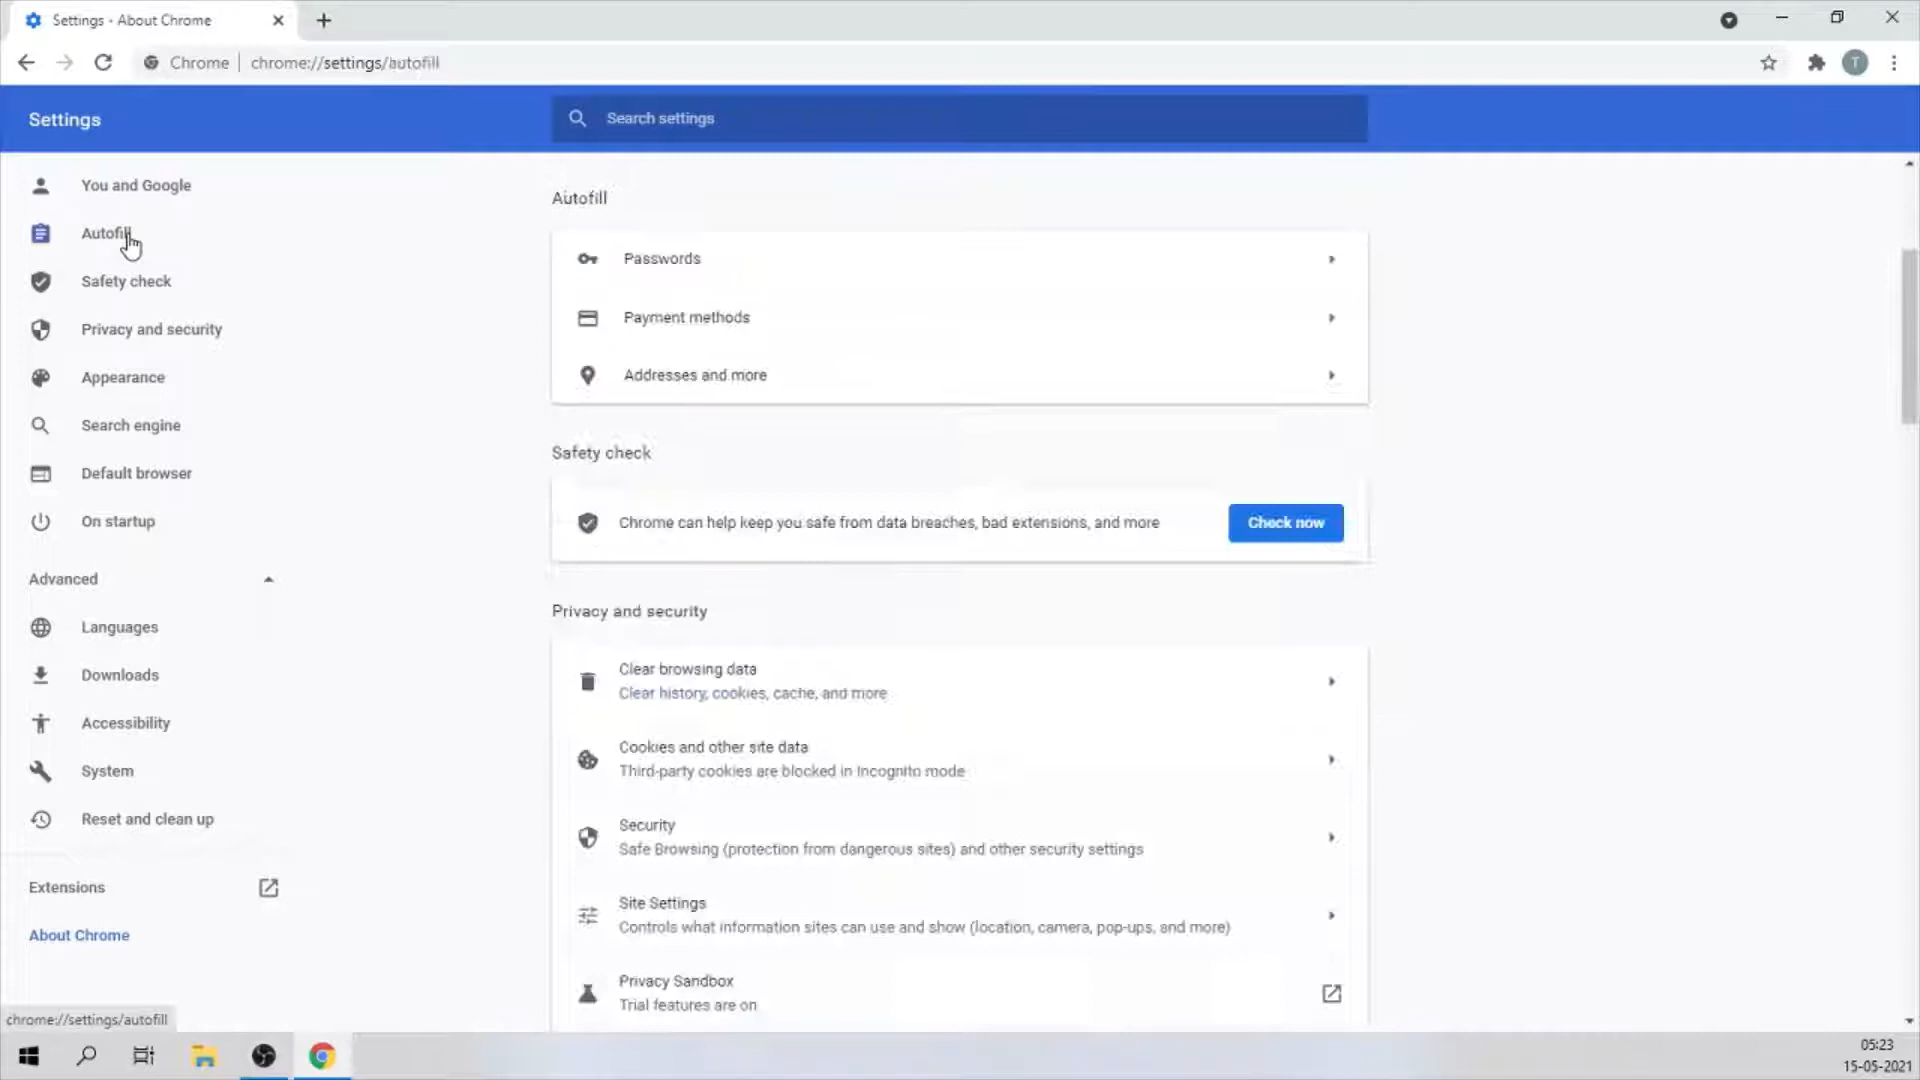 Settings - About Chrome
Chrome
chrome://settings/autofill
T
Settings
Search settings
You and Google
Autofill
Safety check
Privacy and security
Appearance
Search engine
Default browser
On startup
Advanced
Languages
Downloads
Accessibility
System
Reset and clean up
Extensions
About Chrome
Autofill
Passwords
Payment methods
Addresses and more
Safety check
Chrome can help keep you safe from data breaches, bad extensions, and more
Check now
Privacy and security
Clear browsing data
Clear history, cookies, cache, and more
Cookies and other site data
Third-party cookies are blocked in Incognito mode
Security
Safe Browsing (protection from dangerous sites) and other security settings
Site Settings
Controls what information sites can use and show (location, camera, pop-ups, and more)
Privacy Sandbox
Trial features are on
chrome://settings/autofill
05:23
15-05-2021